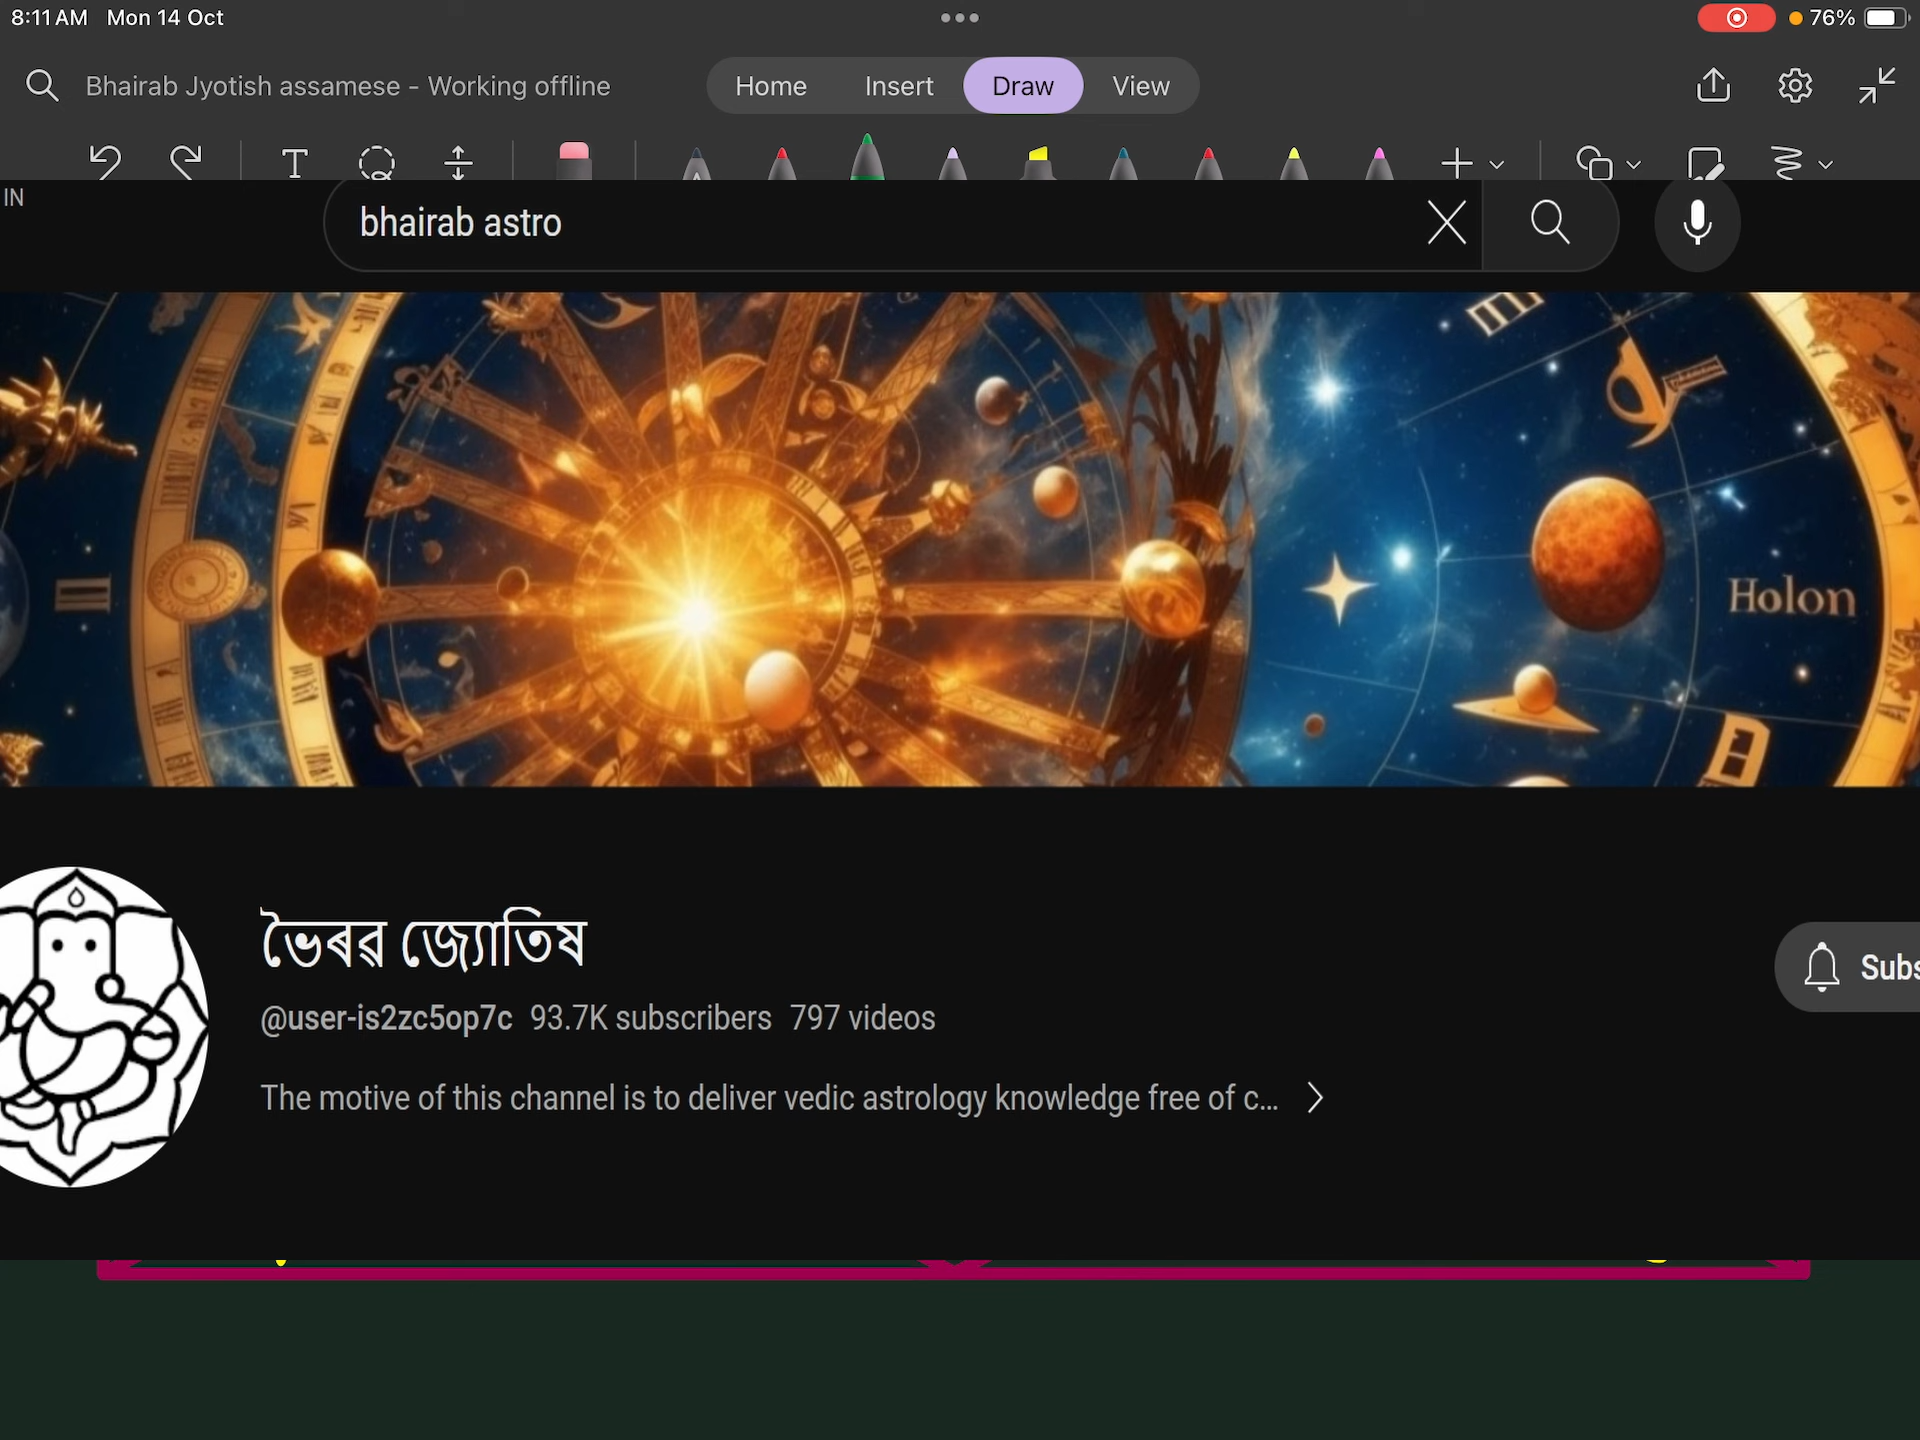 8:11 AM Mon 14 Oct
76%
Bhairab Jyotish assamese - Working offline
Home Insert Draw View
T
IN
bhairab astro
Holon
ভৈৰৱ জ্যোতিষ
@user-is2zc5op7c 93.7K subscribers 797 videos
Subs
The motive of this channel is to deliver vedic astrology knowledge free of c...